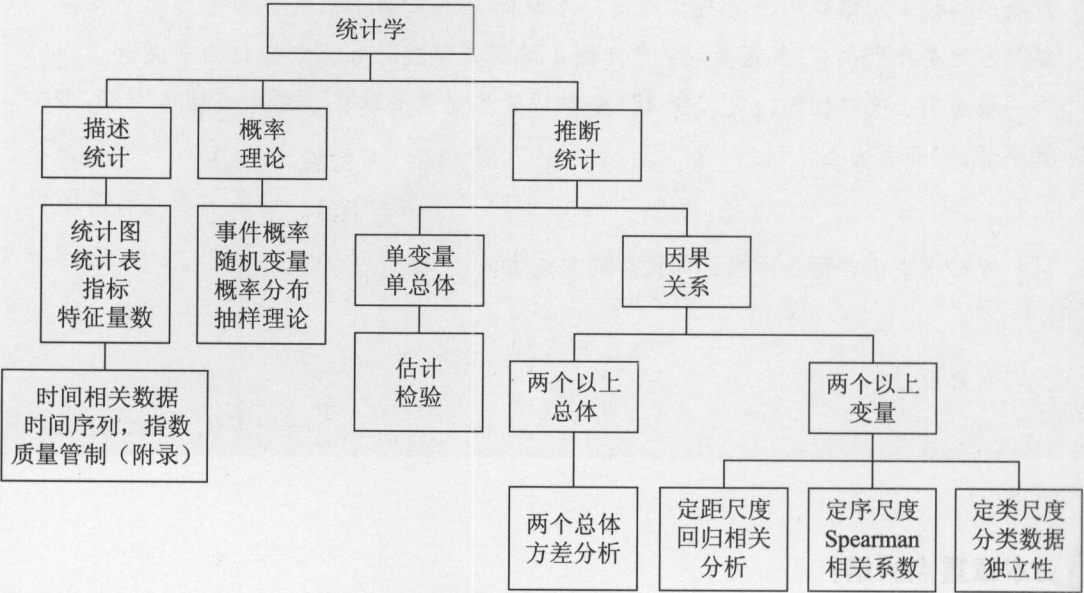 统计学
描述
统计
概率
理论
推断
统计
统计图
统计表
指标
特征量数
事件概率
随机变量
概率分布
抽样理论
单变量
单总体
因果
关系
时间相关数据
时间序列，指数
质量管制（附录）
估计
检验
两个以上
总体
两个以上
变量
两个总体
方差分析
定距尺度
回归相关
分析
定序尺度
Spearman
相关系数
定类尺度
分类数据
独立性